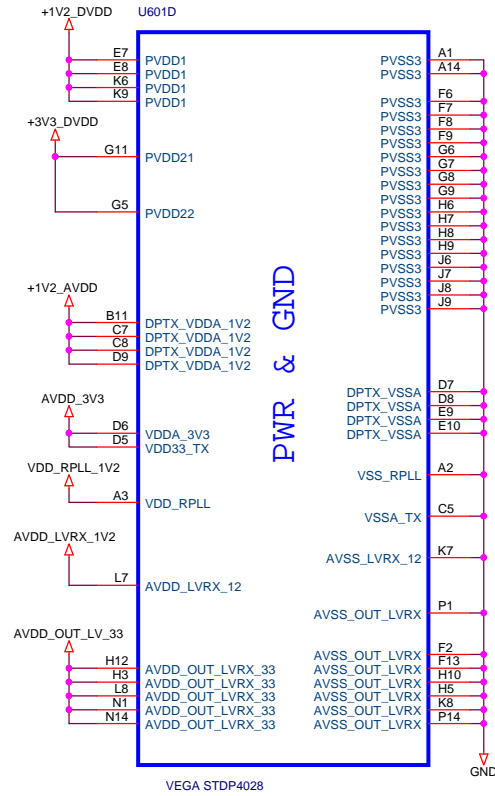 +1V2_DVDD
U601D
E7 PVDD1 PVSS3 A1
E8 PVDD1 PVSS3 A14
K6 PVDD1
K9 PVDD1 PVSS3 F6
PVSS3 F7
+3V3_DVDD PVSS3 F8
PVSS3 F9
G11 PVDD21 PVSS3 G6
PVSS3 G7
PVSS3 G8
PVSS3 G9
G5 PVDD22 PVSS3 H6
PVSS3 H7
PVSS3 H8
PVSS3 H9
PVSS3 J6
PVSS3 J7
+1V2_AVDD PVSS3 J8
PVSS3 J9
B11 DPTX_VDDA_1V2
C7 DPTX_VDDA_1V2
C8 DPTX_VDDA_1V2
D9 DPTX_VDDA_1V2
PWR & GND
AVDD_3V3 DPTX_VSSA D7
DPTX_VSSA D8
DPTX_VSSA E9
D6 VDDA_3V3 DPTX_VSSA E10
D5 VDD33_TX
VDD_RPLL_1V2 VSS_RPLL A2
A3 VDD_RPLL
VSSA_TX C5
AVDD_LVRX_1V2
AVSS_LVRX_12 K7
L7 AVDD_LVRX_12
AVSS_OUT_LVRX P1
AVDD_OUT_LV_33
AVSS_OUT_LVRX F2
H12 AVDD_OUT_LVRX_33 AVSS_OUT_LVRX F13
H3 AVDD_OUT_LVRX_33 AVSS_OUT_LVRX H10
L8 AVDD_OUT_LVRX_33 AVSS_OUT_LVRX H5
N1 AVDD_OUT_LVRX_33 AVSS_OUT_LVRX K8
N14 AVDD_OUT_LVRX_33 AVSS_OUT_LVRX P14
GND
VEGA STDP4028